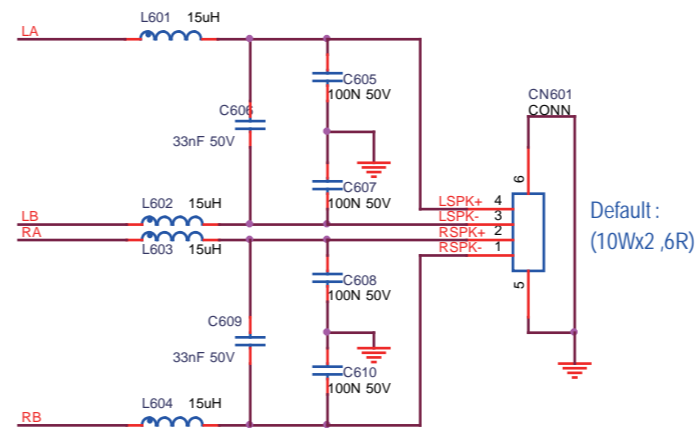 L601 15uH
LA
C605
100N 50V
CN601
CONN
C606
33nF 50V
6
C607
100N 50V
LSPK+ 4
LSPK- 3
RSPK+ 2
RSPK- 1
L602 15uH
LB
RA
L603 15uH
Default :
(10Wx2 ,6R)
5
C608
100N 50V
C609
33nF 50V
C610
100N 50V
L604 15uH
RB